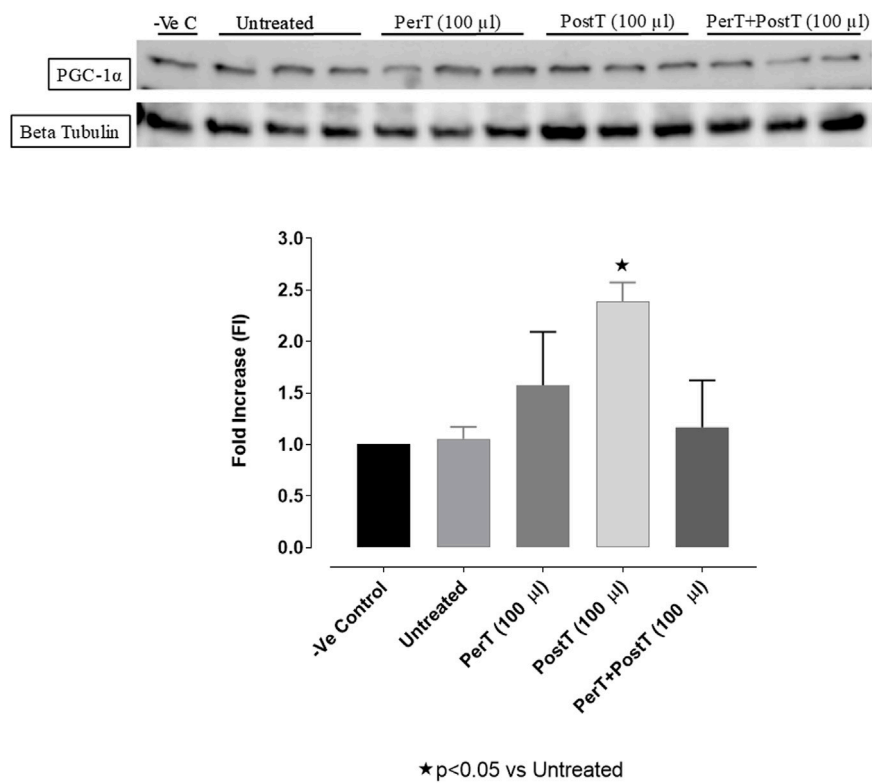 -Ve C Untreated PerT (100 µl) PostT (100 µl) PerT+PostT (100 µl)
PGC-1α
Beta Tubulin
3.0
2.5
2.0
1.5
1.0
0.5
0.0
Fold Increase (FI)
★
-Ve Control
Untreated
PerT (100 µl)
PostT (100 µl)
PerT+PostT (100 µl)
★ p<0.05 vs Untreated